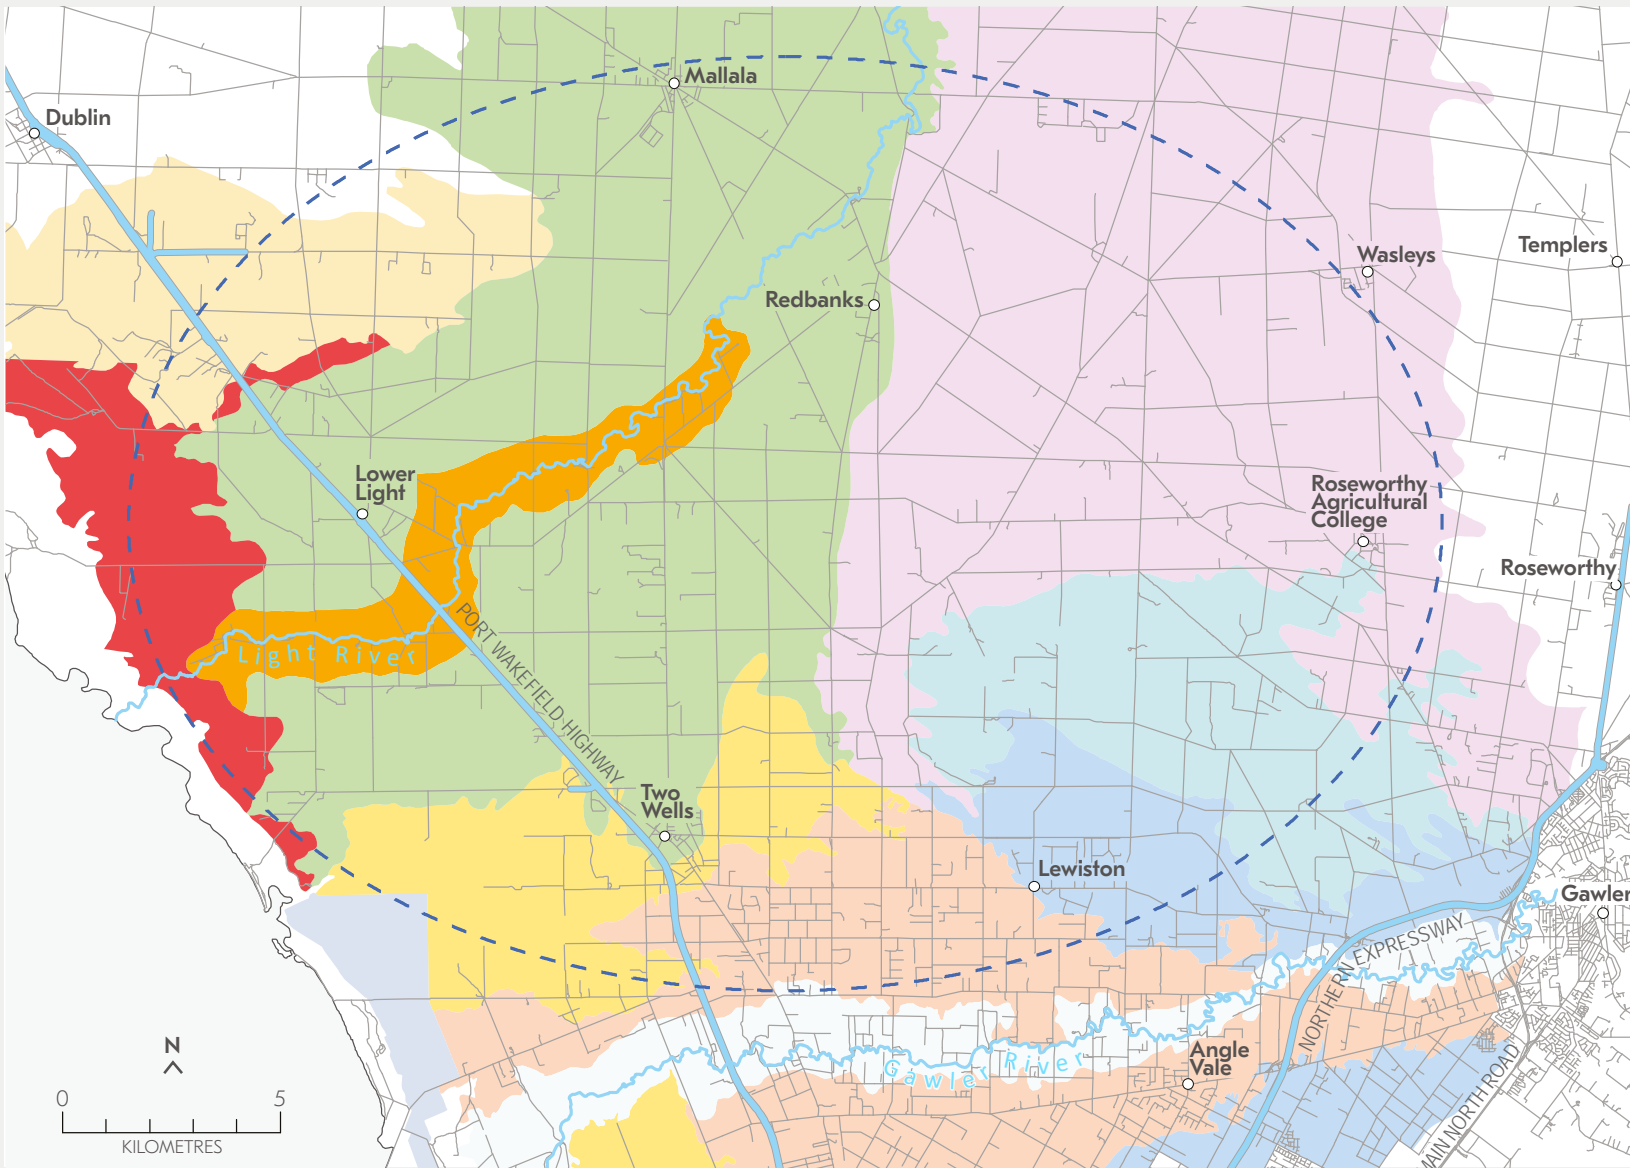 Mallala
Dublin
Templers
Wasleys
Redbanks
Lower
Light
Roseworthy
Agricultural
College
Roseworthy
PORT WAKEFIELD HIGHWAY
Light River
Two
Wells
Lewiston
Gawler
NORTHERN EXPRESSWAY
N
Angle
Vale
Gawler River
MAIN NORTH ROAD
0 5
KILOMETRES